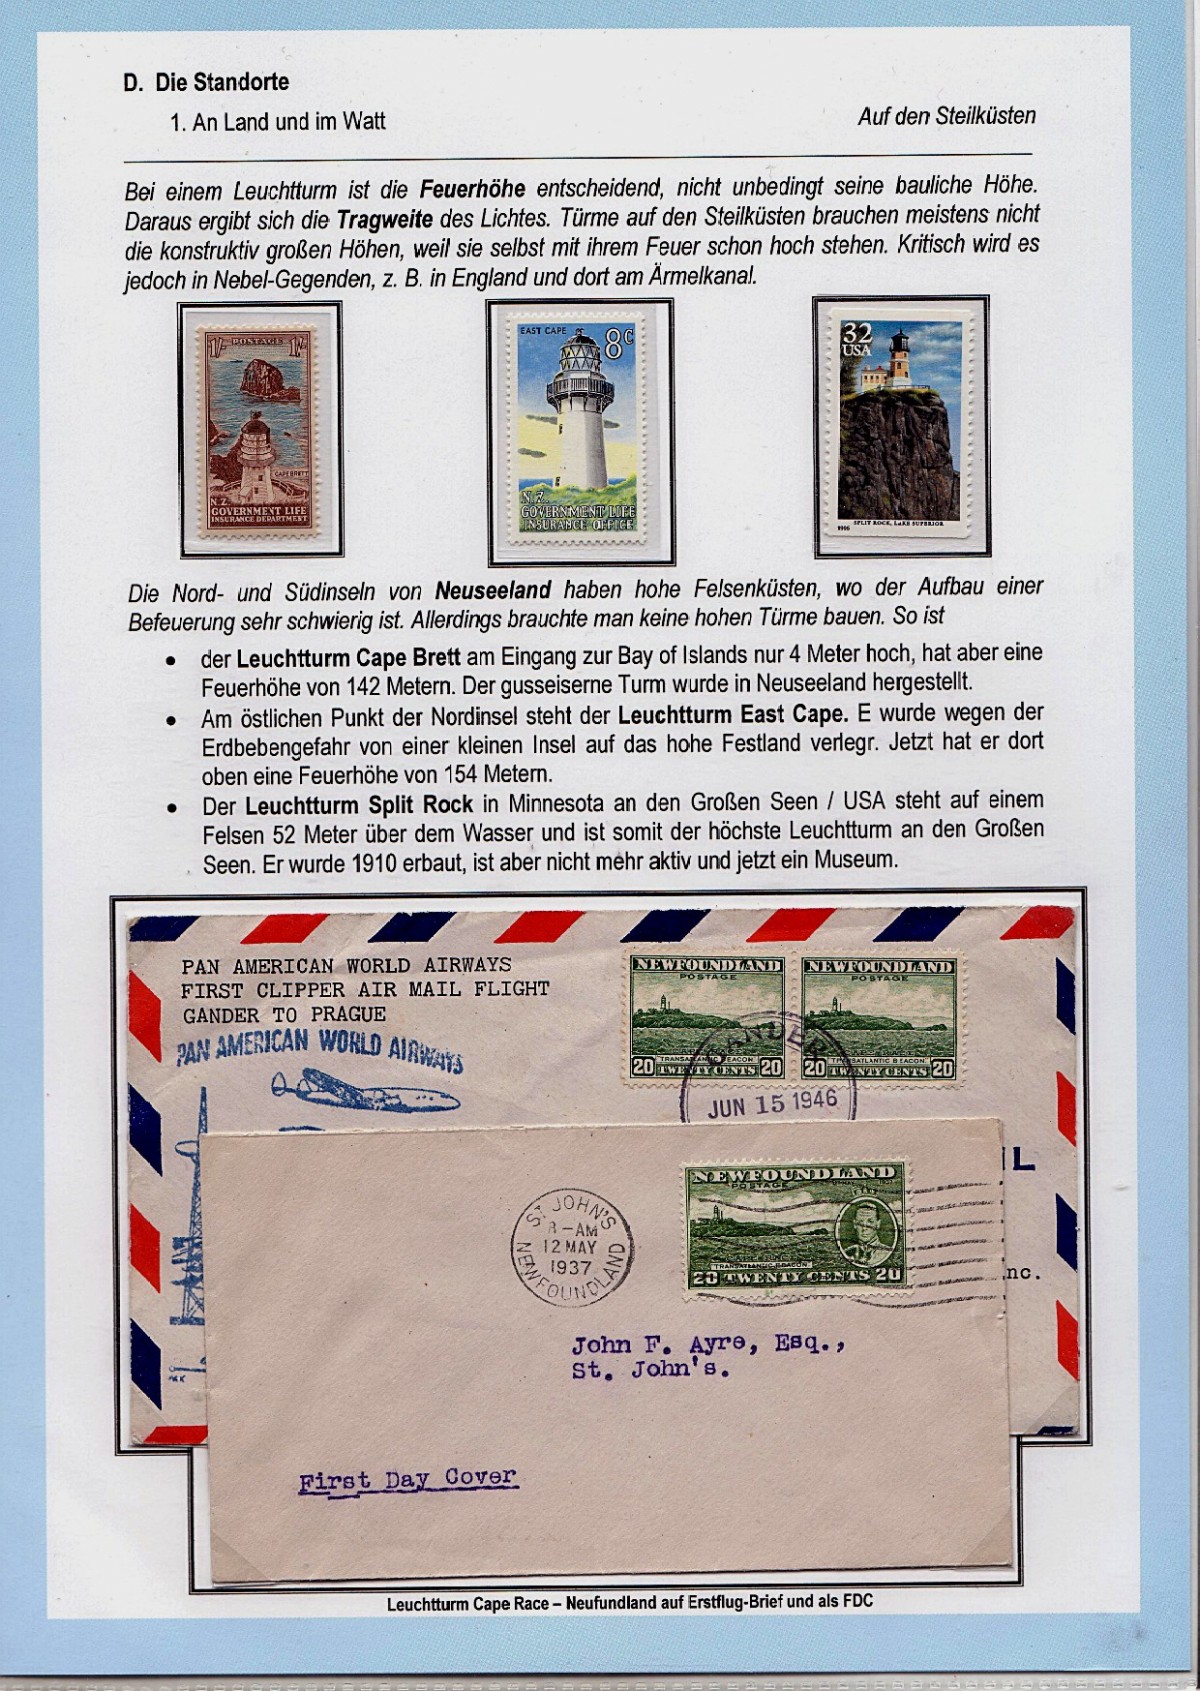 D. Die Standorte
1. An Land und im Watt
Auf den Steilküsten
Bei einem Leuchtturm ist die Feuerhöhe entscheidend, nicht unbedingt seine bauliche Höhe.
Daraus ergibt sich die Tragweite des Lichtes. Türme auf den Steilküsten brauchen meistens nicht
die konstruktiv großen Höhen, weil sie selbst mit ihrem Feuer schon hoch stehen. Kritisch wird es
jedoch in Nebel-Gegenden, z. B. in England und dort am Ärmelkanal.
POSTAGE
1/- 1/-
CAPE BRETT
N.Z.
GOVERNMENT LIFE
INSURANCE DEPARTMENT
EAST CAPE 8c
N.Z.
GOVERNMENT LIFE
INSURANCE OFFICE
32
USA
SPLIT ROCK, LAKE SUPERIOR
1995
Die Nord- und Südinseln von Neuseeland haben hohe Felsenküsten, wo der Aufbau einer
Befeuerung sehr schwierig ist. Allerdings brauchte man keine hohen Türme bauen. So ist
• der Leuchtturm Cape Brett am Eingang zur Bay of Islands nur 4 Meter hoch, hat aber eine
Feuerhöhe von 142 Metern. Der gusseiserne Turm wurde in Neuseeland hergestellt.
• Am östlichen Punkt der Nordinsel steht der Leuchtturm East Cape. E wurde wegen der
Erdbebengefahr von einer kleinen Insel auf das hohe Festland verlegr. Jetzt hat er dort
oben eine Feuerhöhe von 154 Metern.
• Der Leuchtturm Split Rock in Minnesota an den Großen Seen / USA steht auf einem
Felsen 52 Meter über dem Wasser und ist somit der höchste Leuchtturm an den Großen
Seen. Er wurde 1910 erbaut, ist aber nicht mehr aktiv und jetzt ein Museum.
PAN AMERICAN WORLD AIRWAYS
FIRST CLIPPER AIR MAIL FLIGHT
GANDER TO PRAGUE
PAN AMERICAN WORLD AIRWAYS
NEWFOUNDLAND
POSTAGE
TRANSATLANTIC BEACON
20 TWENTY CENTS 20
NEWFOUNDLAND
POSTAGE
TRANSATLANTIC BEACON
20 TWENTY CENTS 20
GANDER
JUN 15 1946
IL
nc.
ST JOHN'S
8-AM
12 MAY
1937
NEWFOUNDLAND
NEWFOUNDLAND
POSTAGE
TRANSATLANTIC BEACON
20 TWENTY CENTS 20
John F. Ayre, Esq.,
St. John's.
First Day Cover
Leuchtturm Cape Race – Neufundland auf Erstflug-Brief und als FDC